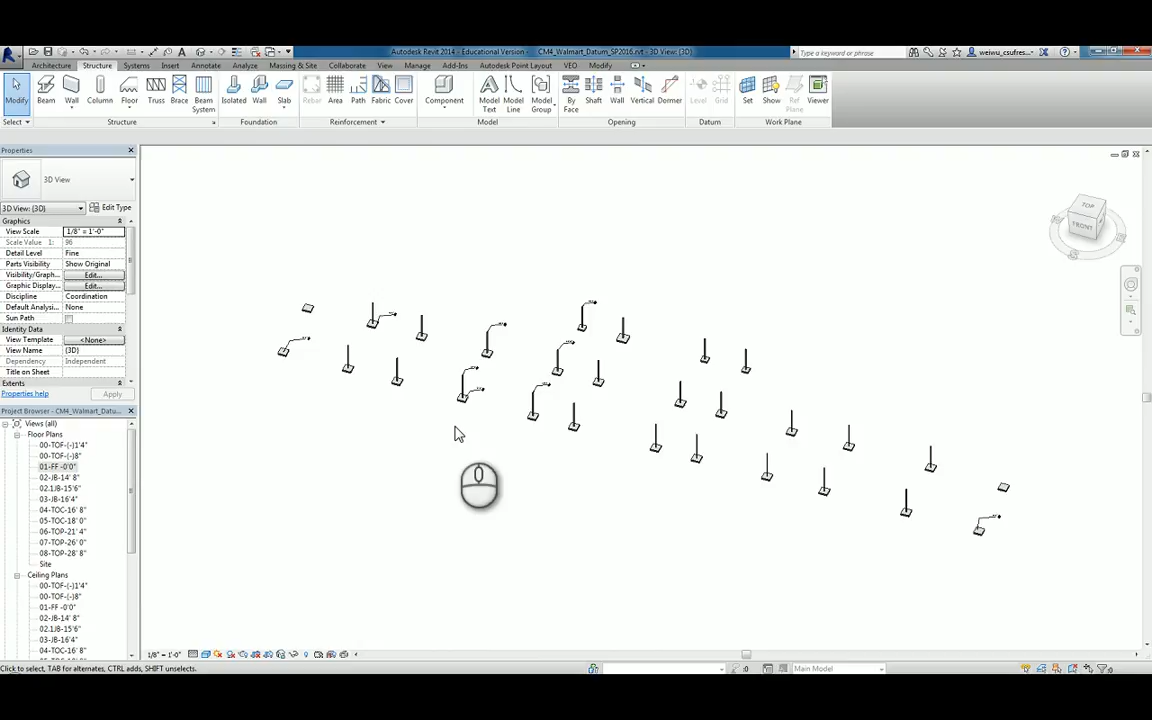 Autodesk Revit 2014 - Educational Version - CM4_Walmart_Datum_SP2016.rvt - 3D View: {3D}
Type a keyword or phrase
weiwu_csufres...
Architecture Structure Systems Insert Annotate Analyze Massing & Site Collaborate View Manage Add-Ins Autodesk Point Layout VEO Modify
Modify Beam Wall Column Floor Truss Brace Beam System Isolated Wall Slab Rebar Area Path Fabric Cover Component Model Text Model Line Model Group By Face Shaft Wall Vertical Dormer Level Grid Set Show Ref Plane Viewer
Select Structure Foundation Reinforcement Model Opening Datum Work Plane
Properties
3D View
3D View: {3D} Edit Type
Graphics
View Scale 1/8" = 1'-0"
Scale Value 1: 96
Detail Level Fine
Parts Visibility Show Original
Visibility/Graph... Edit...
Graphic Display... Edit...
Discipline Coordination
Default Analysi... None
Sun Path
Identity Data
View Template <None>
View Name {3D}
Dependency Independent
Title on Sheet
Extents
Properties help Apply
Project Browser - CM4_Walmart_Datu...
Views (all)
Floor Plans
00-TOF-(-)1'4"
00-TOF-(-)8"
01-FF -0'0"
02-JB-14' 8"
02.1JB-15'6"
03-JB-16'4"
04-TOC-16' 8"
05-TOC-18' 0"
06-TOP-21' 4"
07-TOP-26' 0"
08-TOP-28' 8"
Site
Ceiling Plans
00-TOF-(-)1'4"
00-TOF-(-)8"
01-FF -0'0"
02-JB-14' 8"
02.1JB-15'6"
03-JB-16'4"
04-TOC-16' 8"
TOP
FRONT
1/8" = 1'-0"
Click to select, TAB for alternates, CTRL adds, SHIFT unselects.
:0
Main Model
:0